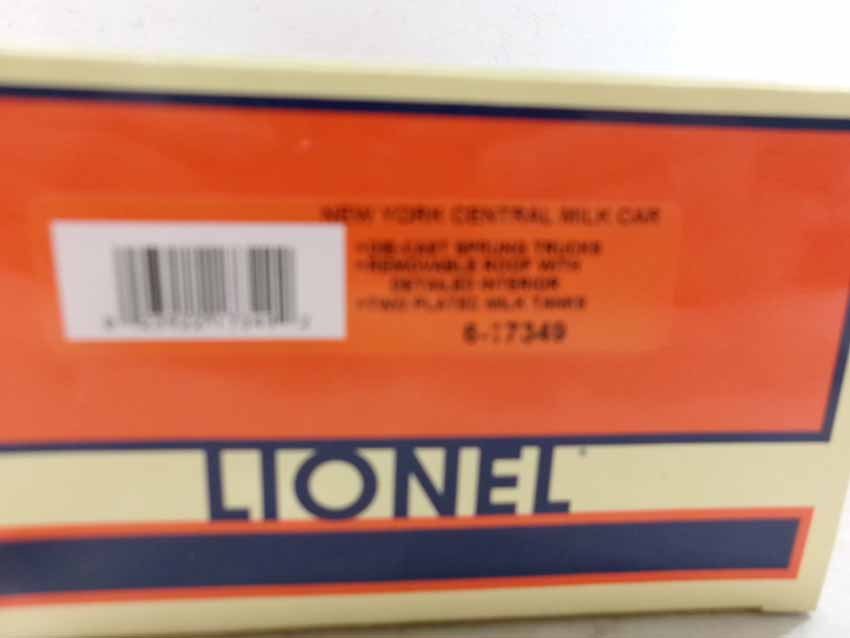 NEW YORK CENTRAL MILK CAR
•DIE-CAST SPRUNG TRUCKS
•REMOVABLE ROOF WITH
DETAILED INTERIOR
•TWO PLATED MILK TANKS
6-17349
LIONEL